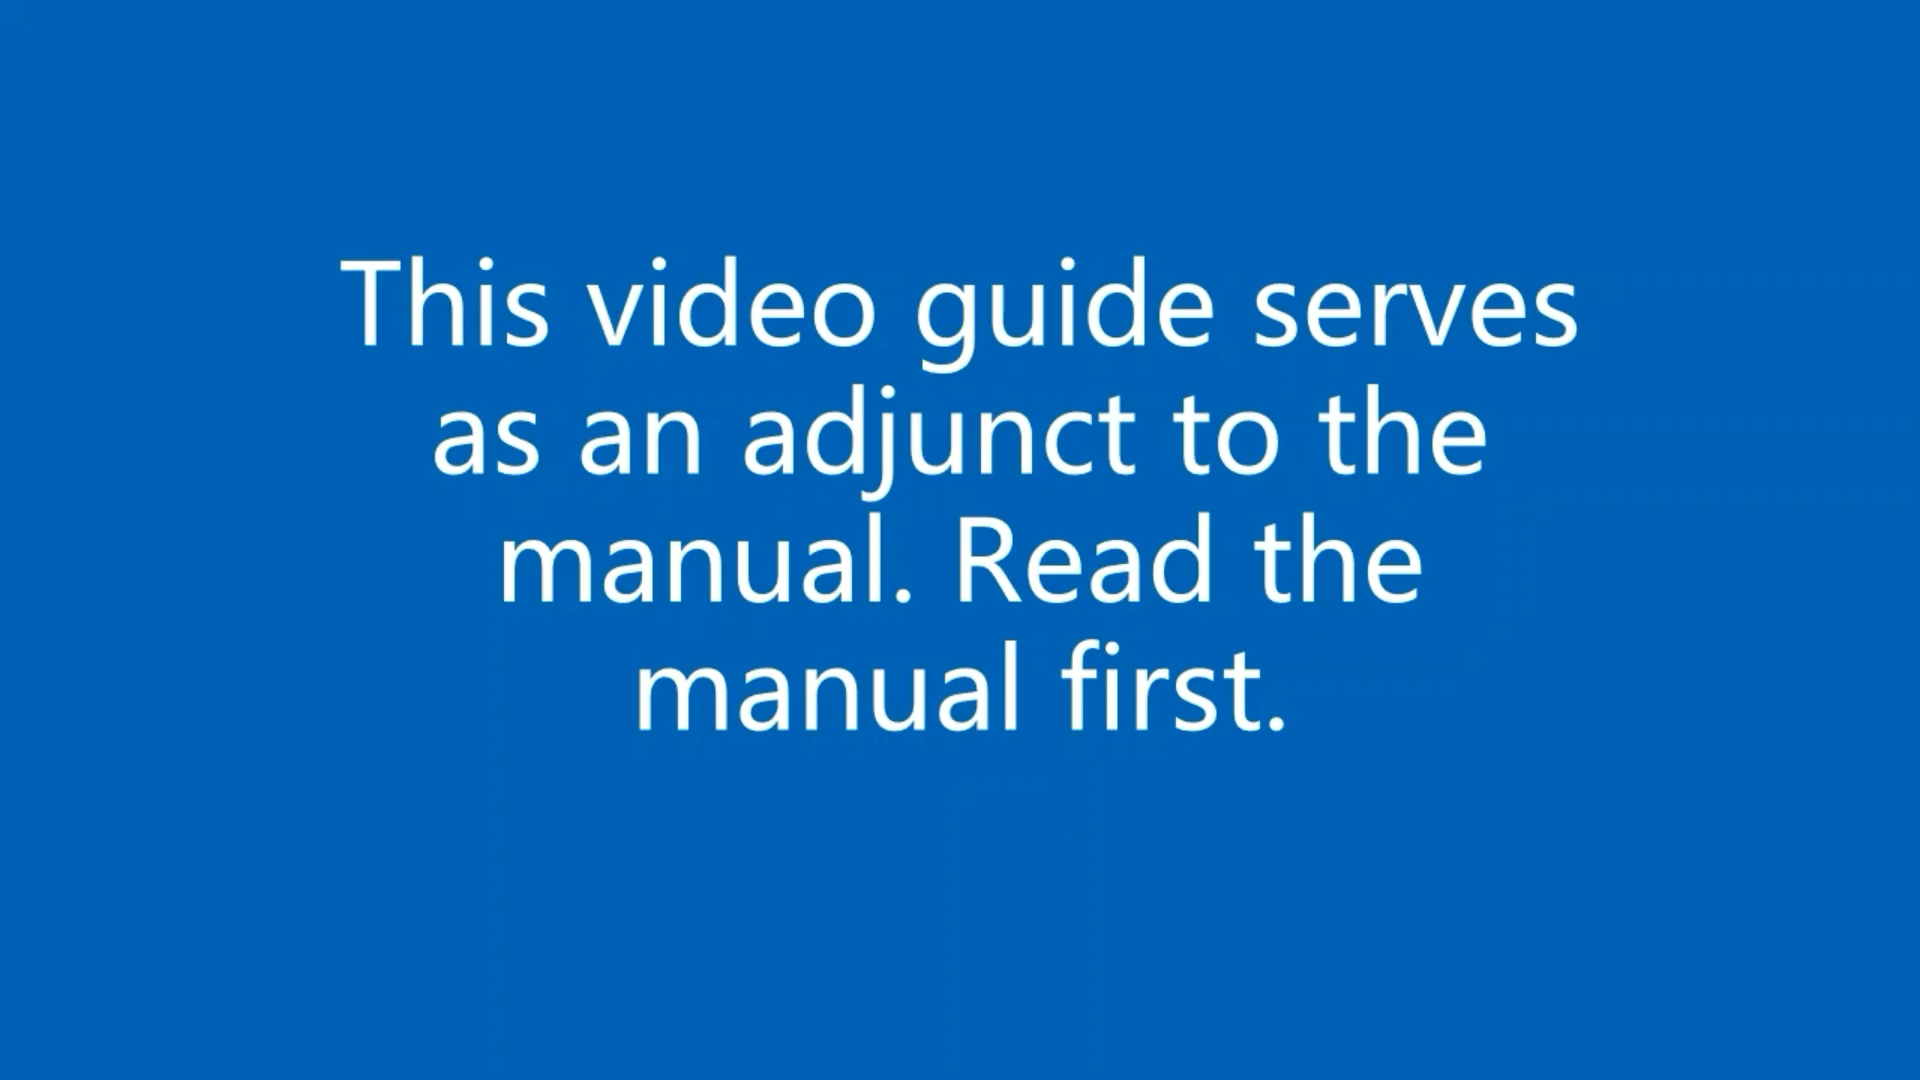 This video guide serves
as an adjunct to the
manual. Read the
manual first.